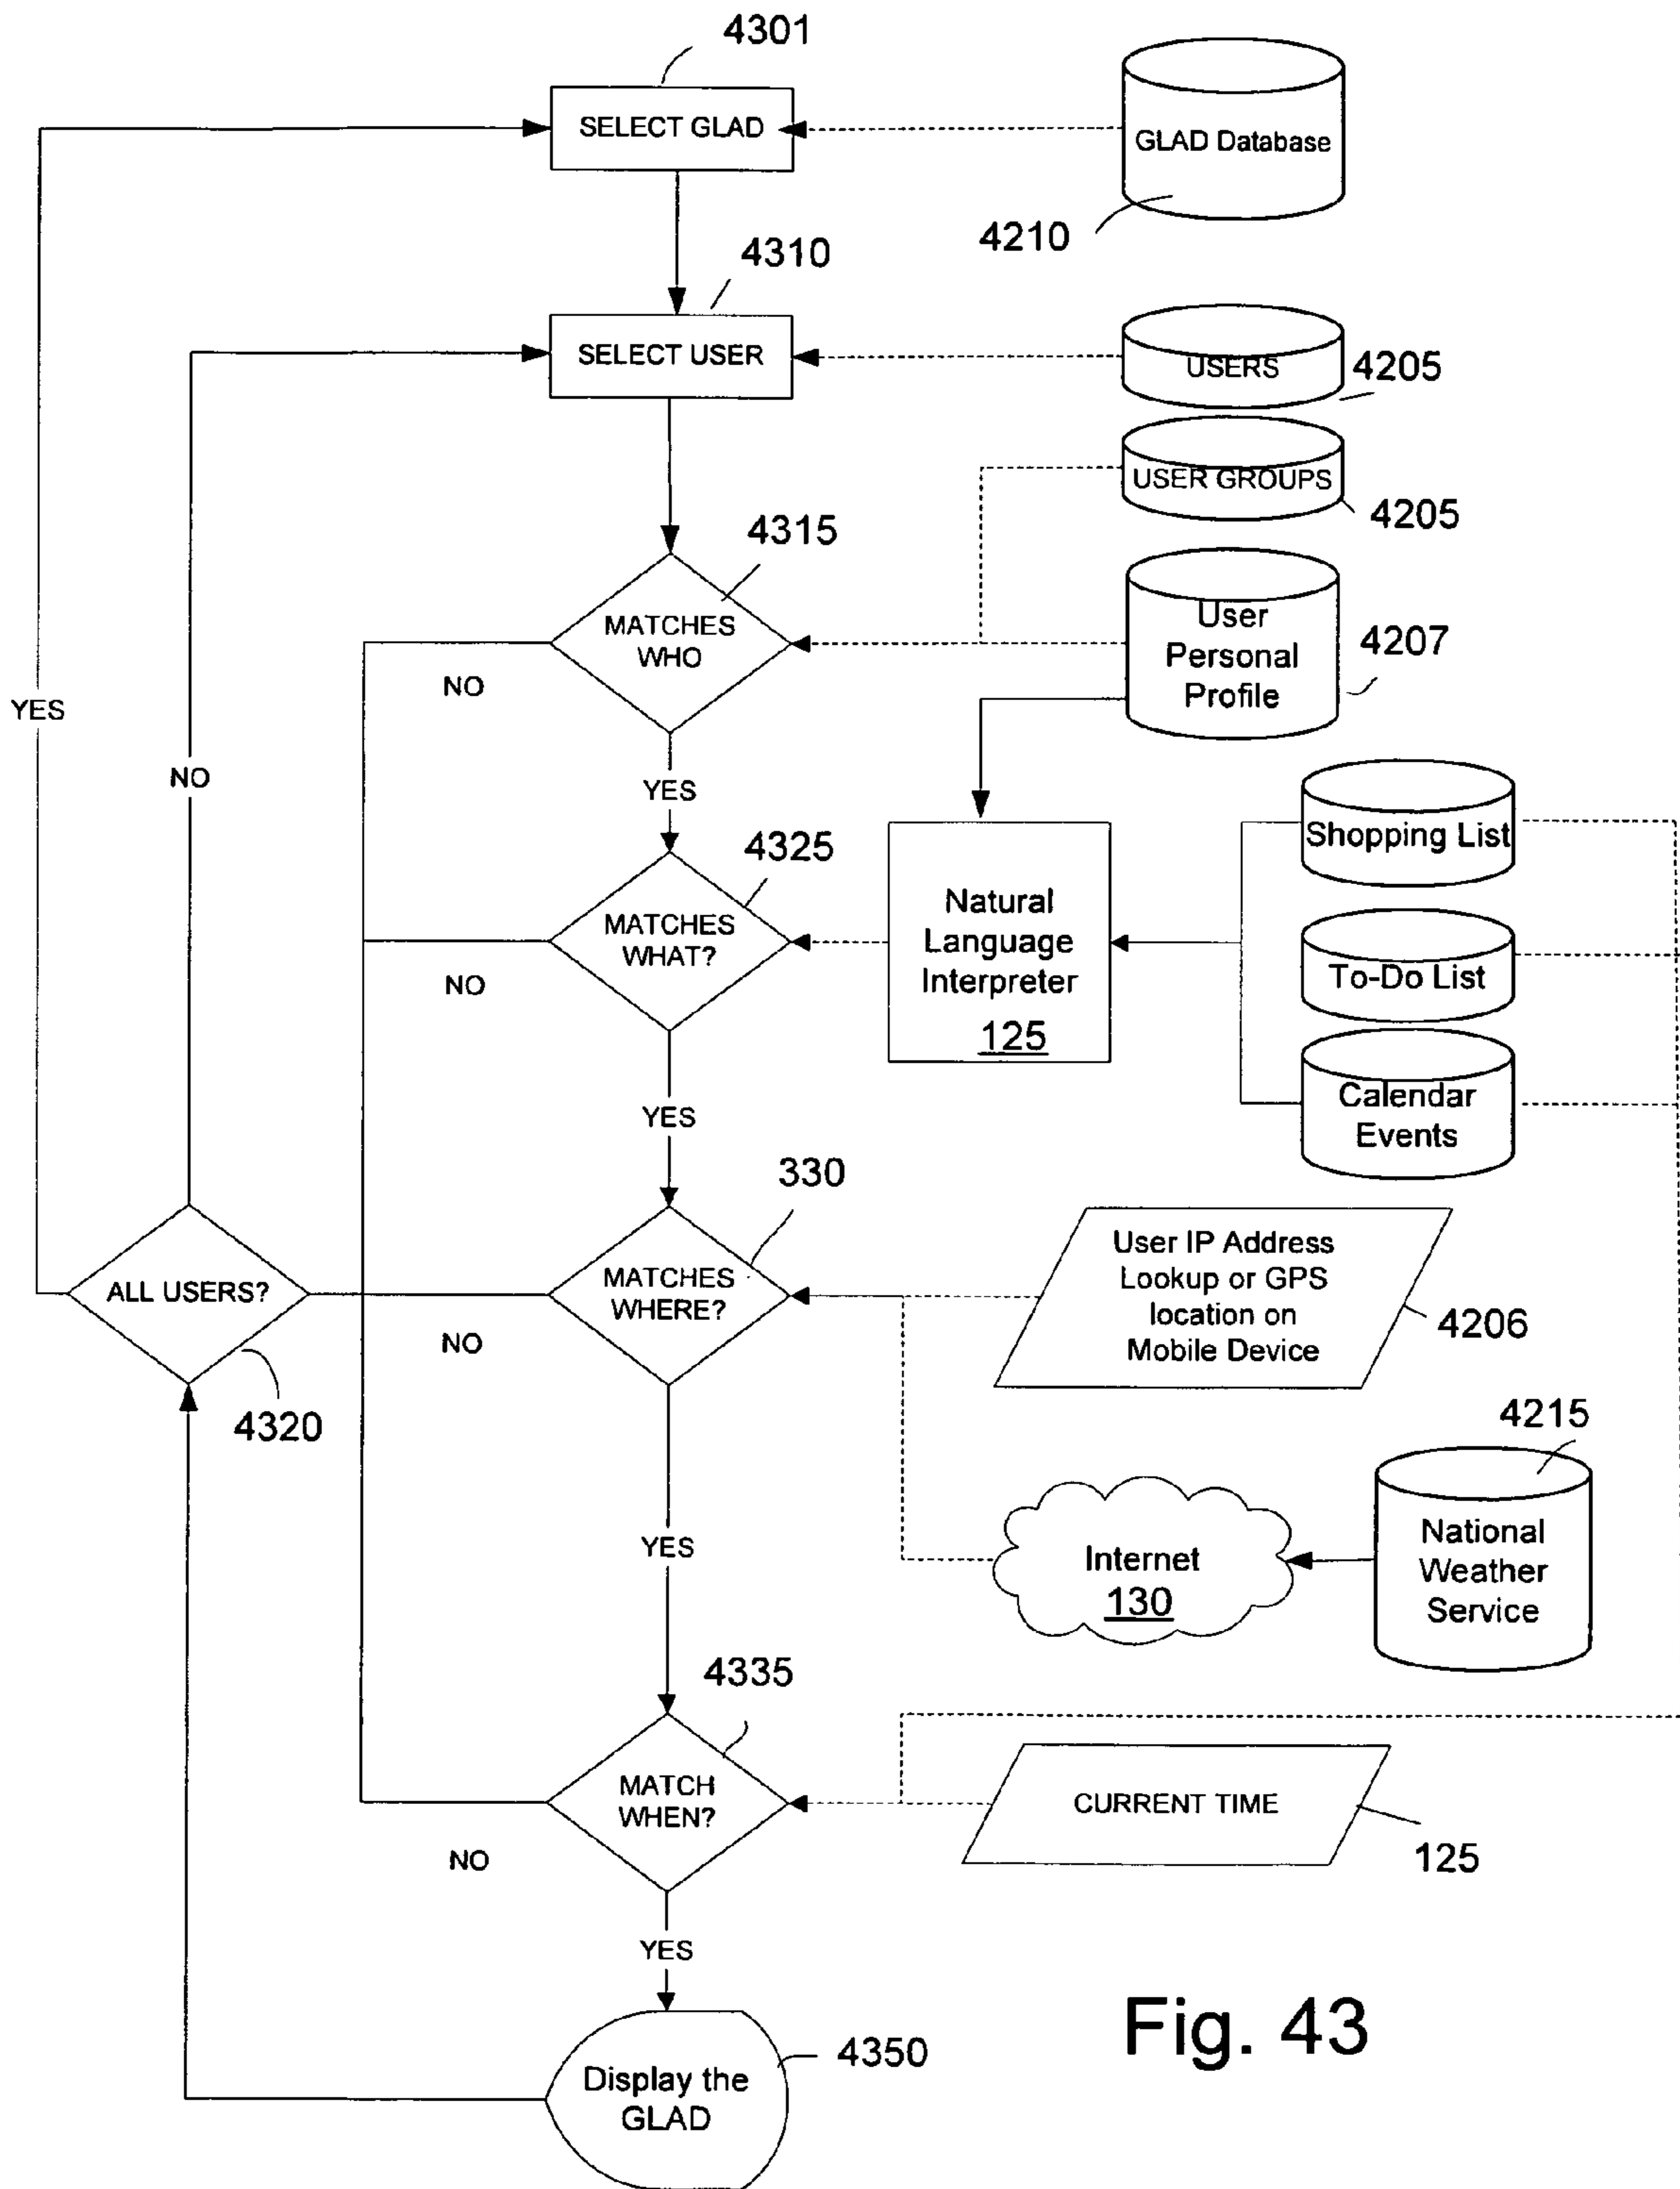 4301
SELECT GLAD
GLAD Database
4210
4310
SELECT USER
USERS
4205
USER GROUPS
4205
4315
MATCHES
WHO
User
Personal
Profile
4207
NO
YES
NO
YES
4325
MATCHES
WHAT?
NO
Natural
Language
Interpreter
125
Shopping List
To-Do List
Calendar
Events
YES
330
MATCHES
WHERE?
ALL USERS?
NO
4320
User IP Address
Lookup or GPS
location on
Mobile Device
4206
4215
National
Weather
Service
Internet
130
YES
4335
MATCH
WHEN?
NO
CURRENT TIME
125
YES
Display the
GLAD
4350
Fig. 43